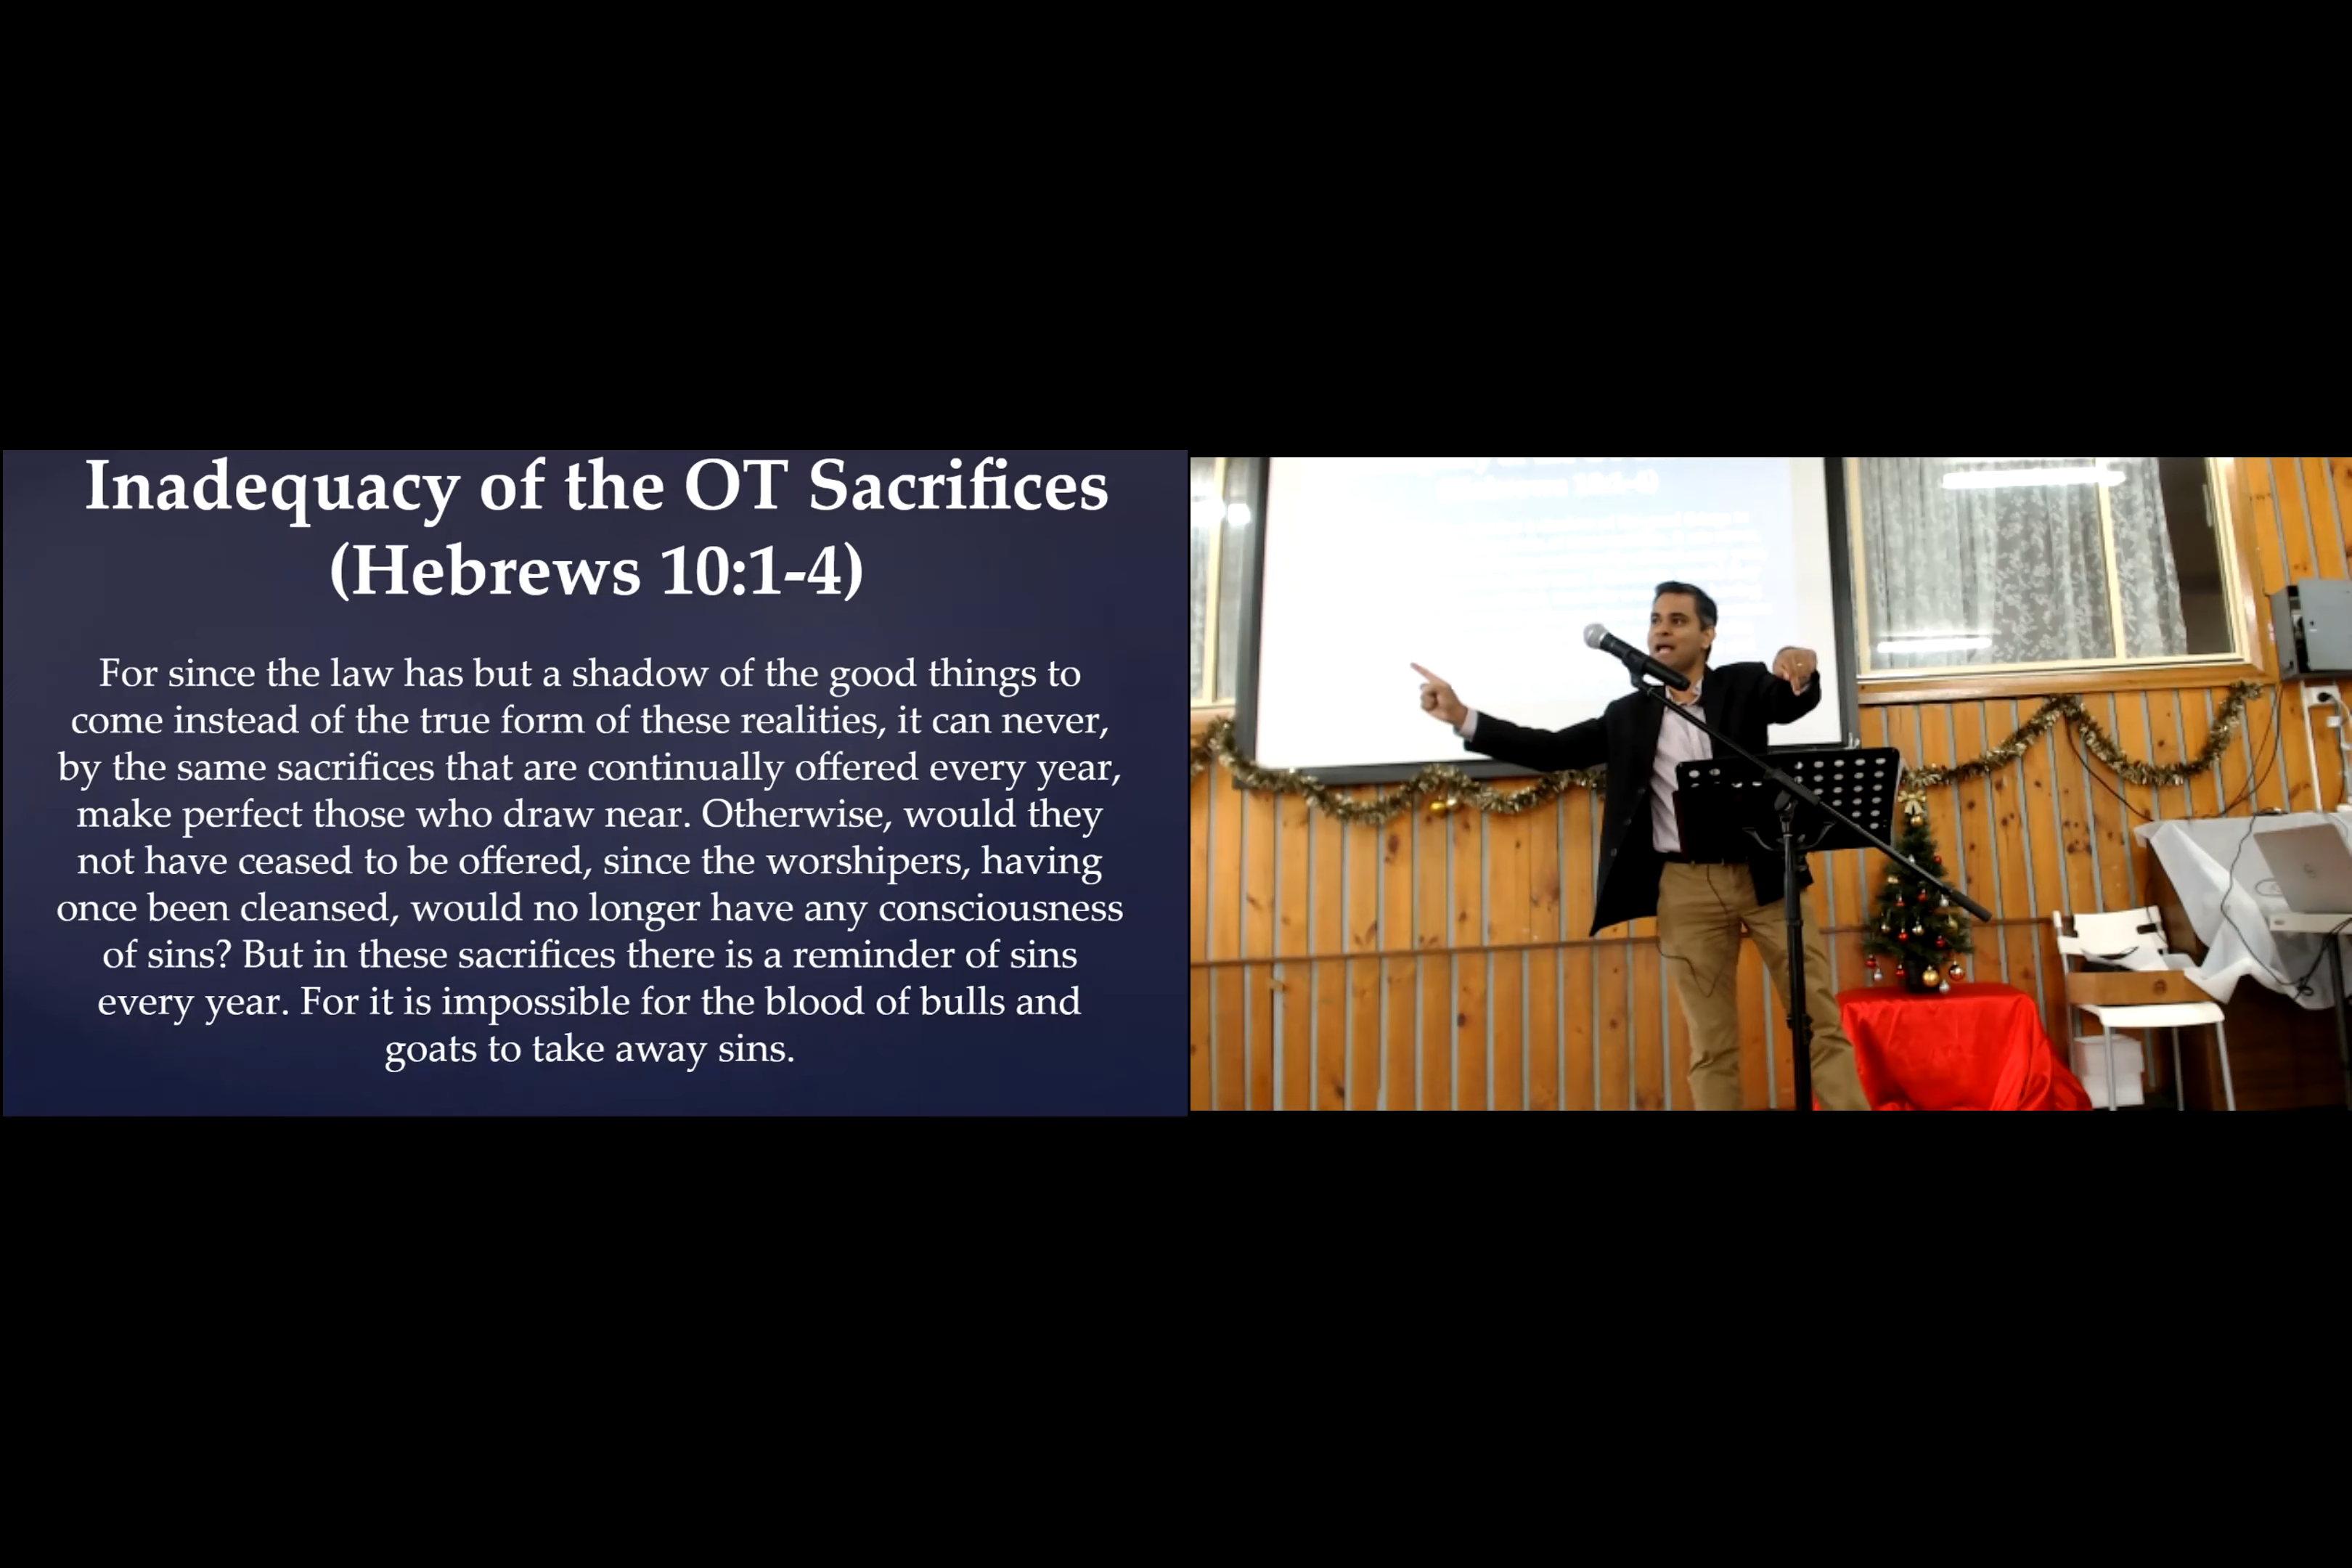 Inadequacy of the OT Sacrifices
(Hebrews 10:1-4)
For since the law has but a shadow of the good things to
come instead of the true form of these realities, it can never,
by the same sacrifices that are continually offered every year,
make perfect those who draw near. Otherwise, would they
not have ceased to be offered, since the worshipers, having
once been cleansed, would no longer have any consciousness
of sins? But in these sacrifices there is a reminder of sins
every year. For it is impossible for the blood of bulls and
goats to take away sins.